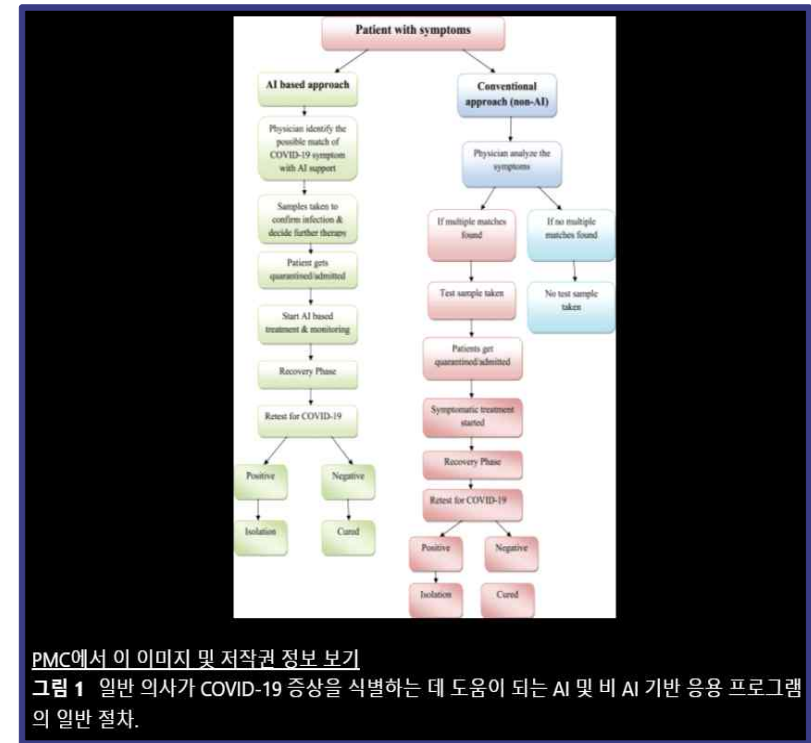 Patient with symptoms
AI based approach
Physician identify the
possible match of
COVID-19 symptom
with AI support
Samples taken to
confirm infection &
decide further therapy
Patient gets
quarantined/admitted
Start AI based
treatment & monitoring
Recovery Phase
Retest for COVID-19
Positive
Negative
Isolation
Cured
Conventional
approach (non-AI)
Physician analyze the
symptoms
If multiple matches
found
If no multiple
matches found
Test sample taken
No test sample
taken
Patients get
quarantined/admitted
Symptomatic treatment
started
Recovery Phase
Retest for COVID-19
Positive
Negative
Isolation
Cured
PMC에서 이 이미지 및 저작권 정보 보기
그림 1 일반 의사가 COVID-19 증상을 식별하는 데 도움이 되는 AI 및 비 AI 기반 응용 프로그램
의 일반 절차.